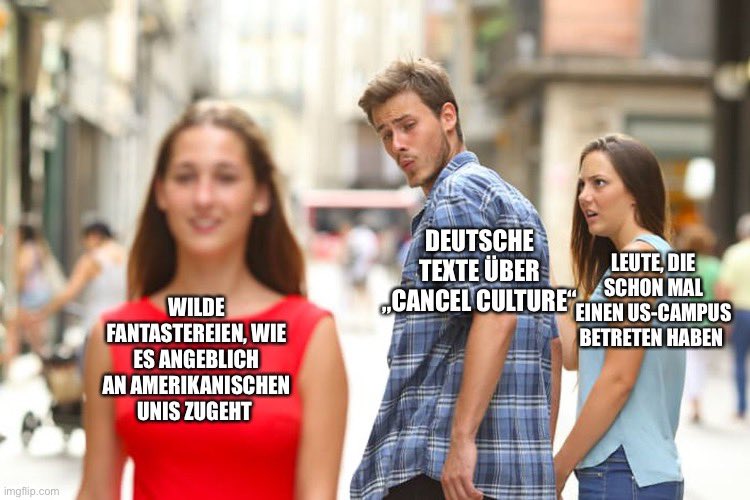 WILDE
FANTASTEREIEN, WIE
ES ANGEBLICH
AN AMERIKANISCHEN
UNIS ZUGEHT
DEUTSCHE
TEXTE ÜBER
„CANCEL CULTURE“
LEUTE, DIE
SCHON MAL
EINEN US-CAMPUS
BETRETEN HABEN
imgflip.com